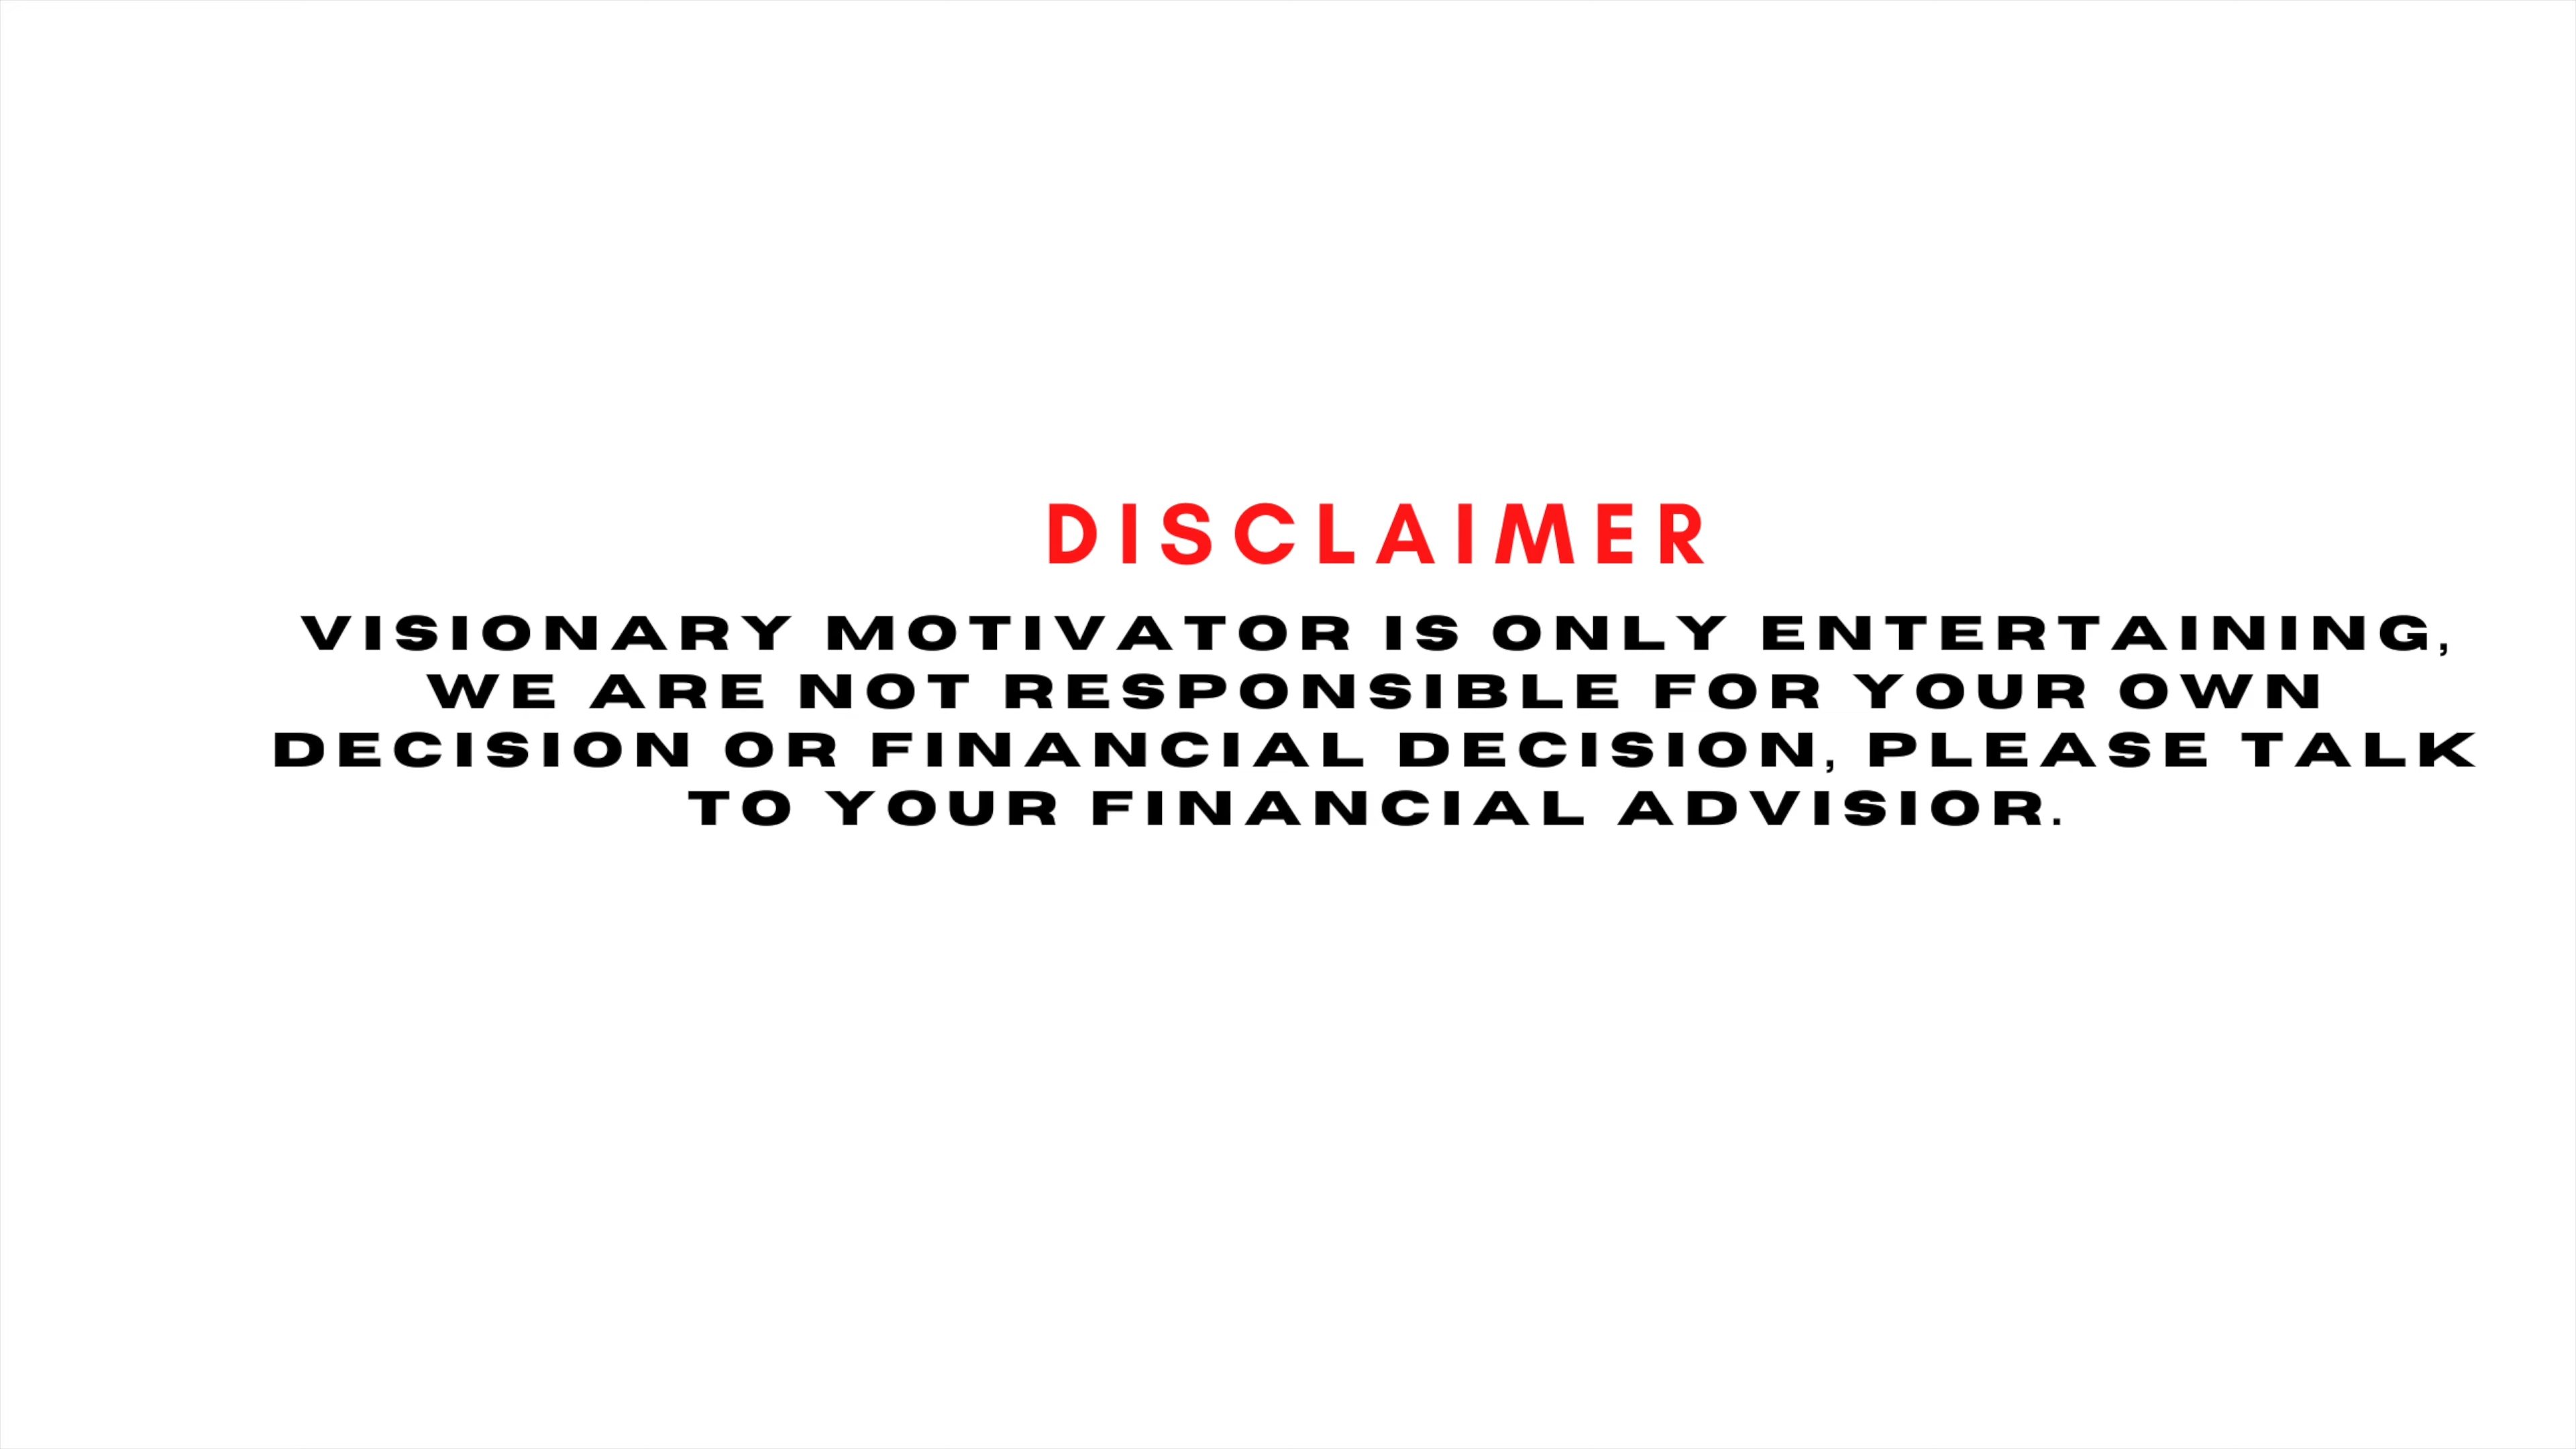 DISCLAIMER
VISIONARY MOTIVATOR IS ONLY ENTERTAINING,
WE ARE NOT RESPONSIBLE FOR YOUR OWN
DECISION OR FINANCIAL DECISION, PLEASE TALK
TO YOUR FINANCIAL ADVISIOR.